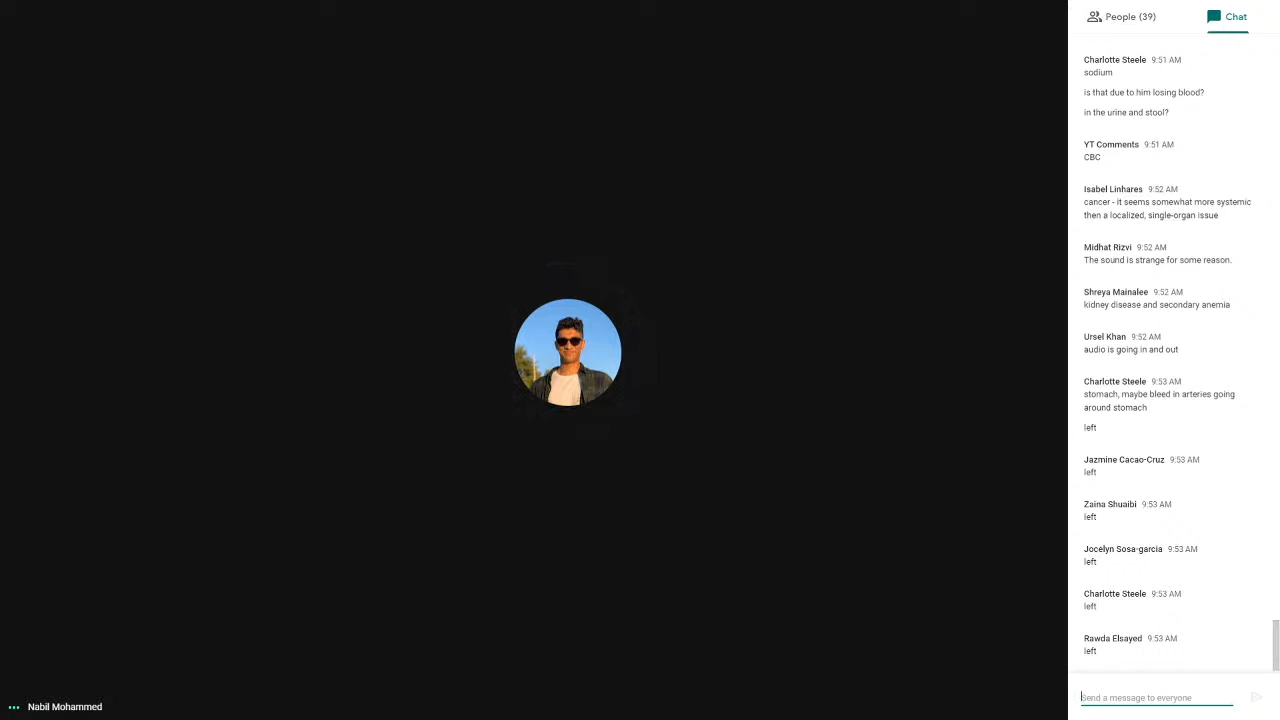 People (39)
Chat
Charlotte Steele 9:51 AM
sodium
is that due to him losing blood?
in the urine and stool?
YT Comments 9:51 AM
CBC
Isabel Linhares 9:52 AM
cancer - it seems somewhat more systemic
then a localized, single-organ issue
Midhat Rizvi 9:52 AM
The sound is strange for some reason.
Shreya Mainalee 9:52 AM
kidney disease and secondary anemia
Ursel Khan 9:52 AM
audio is going in and out
Charlotte Steele 9:53 AM
stomach, maybe bleed in arteries going
around stomach
left
Jazmine Cacao-Cruz 9:53 AM
left
Zaina Shuaibi 9:53 AM
left
Jocelyn Sosa-garcia 9:53 AM
left
Charlotte Steele 9:53 AM
left
Rawda Elsayed 9:53 AM
left
Send a message to everyone
Nabil Mohammed